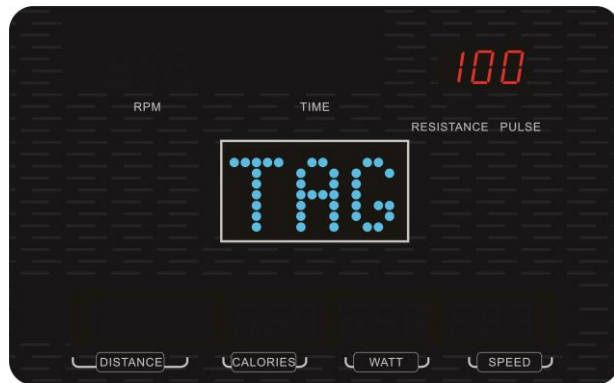 100
RPM TIME
RESISTANCE PULSE
TAG
DISTANCE CALORIES WATT SPEED